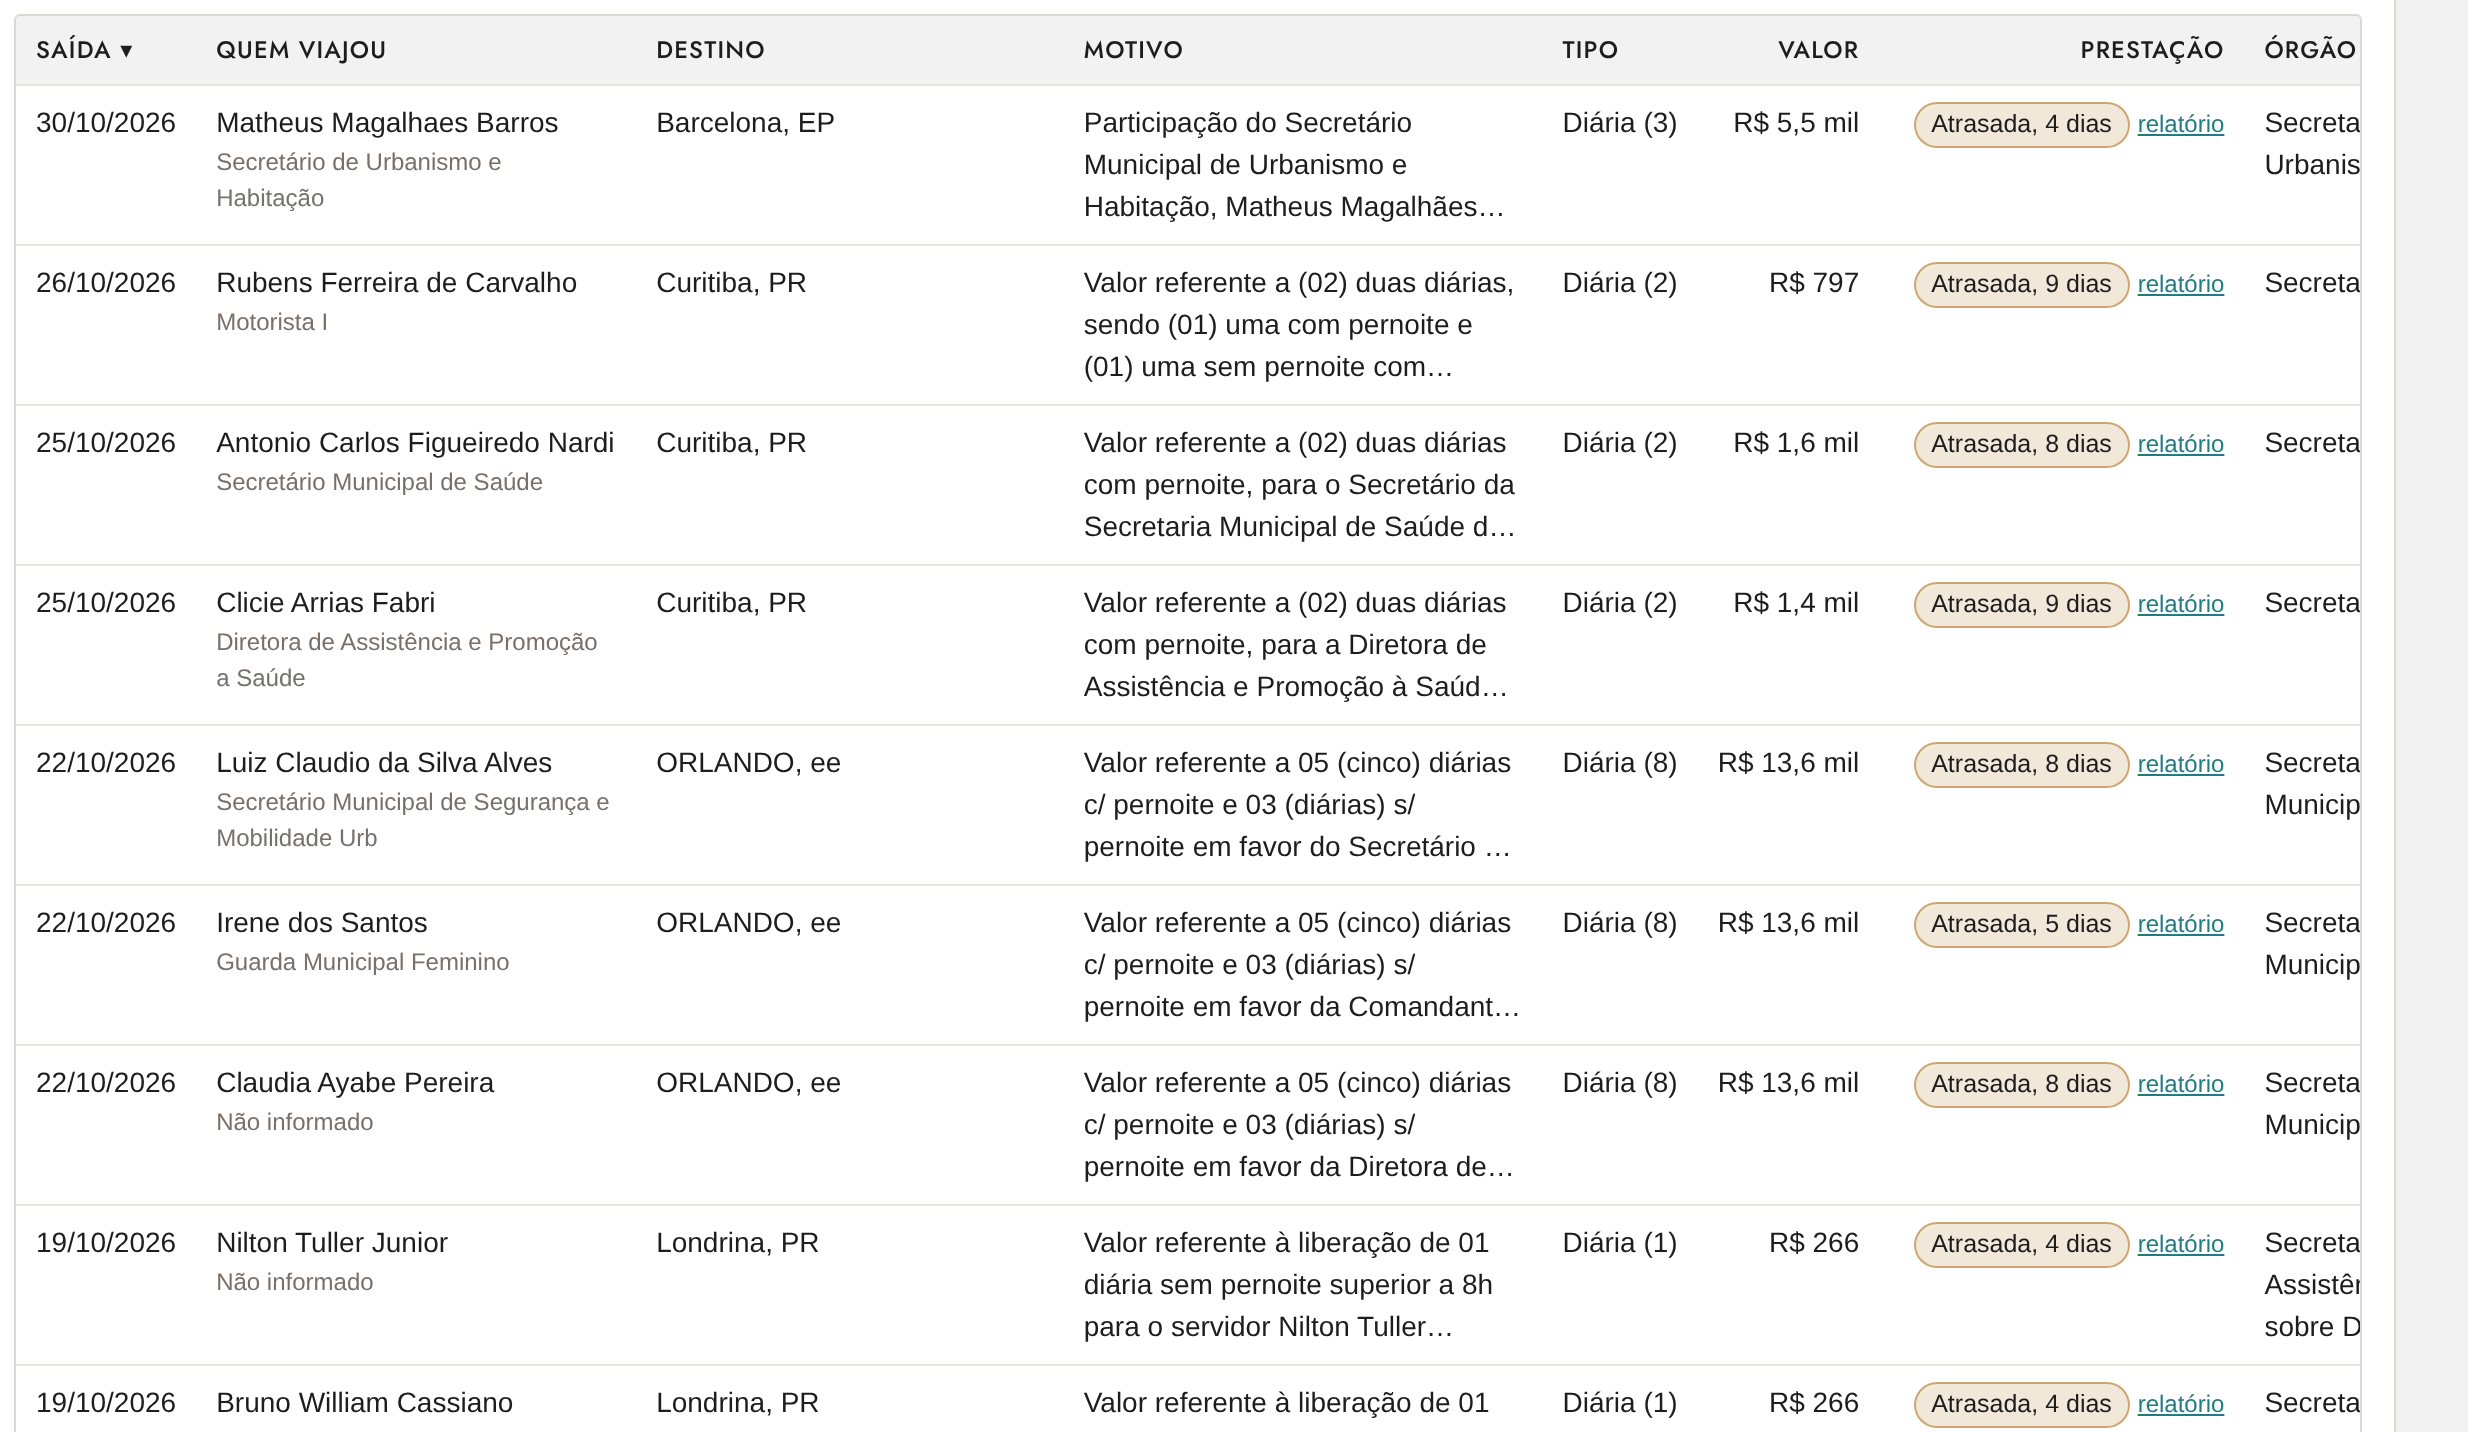 SAÍDA ▼ QUEM VIAJOU DESTINO MOTIVO TIPO VALOR PRESTAÇÃO ÓRGÃO
30/10/2026 Matheus Magalhaes Barros Barcelona, EP Participação do Secretário Diária (3) R$ 5,5 mil Atrasada, 4 dias relatório Secreta
Secretário de Urbanismo e Municipal de Urbanismo e Urbanis
Habitação Habitação, Matheus Magalhães…
26/10/2026 Rubens Ferreira de Carvalho Curitiba, PR Valor referente a (02) duas diárias, Diária (2) R$ 797 Atrasada, 9 dias relatório Secreta
Motorista I sendo (01) uma com pernoite e
(01) uma sem pernoite com…
25/10/2026 Antonio Carlos Figueiredo Nardi Curitiba, PR Valor referente a (02) duas diárias Diária (2) R$ 1,6 mil Atrasada, 8 dias relatório Secreta
Secretário Municipal de Saúde com pernoite, para o Secretário da
Secretaria Municipal de Saúde d…
25/10/2026 Clicie Arrias Fabri Curitiba, PR Valor referente a (02) duas diárias Diária (2) R$ 1,4 mil Atrasada, 9 dias relatório Secreta
Diretora de Assistência e Promoção com pernoite, para a Diretora de
a Saúde Assistência e Promoção à Saúd…
22/10/2026 Luiz Claudio da Silva Alves ORLANDO, ee Valor referente a 05 (cinco) diárias Diária (8) R$ 13,6 mil Atrasada, 8 dias relatório Secreta
Secretário Municipal de Segurança e c/ pernoite e 03 (diárias) s/ Municip
Mobilidade Urb pernoite em favor do Secretário …
22/10/2026 Irene dos Santos ORLANDO, ee Valor referente a 05 (cinco) diárias Diária (8) R$ 13,6 mil Atrasada, 5 dias relatório Secreta
Guarda Municipal Feminino c/ pernoite e 03 (diárias) s/ Municip
pernoite em favor da Comandant…
22/10/2026 Claudia Ayabe Pereira ORLANDO, ee Valor referente a 05 (cinco) diárias Diária (8) R$ 13,6 mil Atrasada, 8 dias relatório Secreta
Não informado c/ pernoite e 03 (diárias) s/ Municip
pernoite em favor da Diretora de…
19/10/2026 Nilton Tuller Junior Londrina, PR Valor referente à liberação de 01 Diária (1) R$ 266 Atrasada, 4 dias relatório Secreta
Não informado diária sem pernoite superior a 8h Assistên
para o servidor Nilton Tuller… sobre D
19/10/2026 Bruno William Cassiano Londrina, PR Valor referente à liberação de 01 Diária (1) R$ 266 Atrasada, 4 dias relatório Secreta